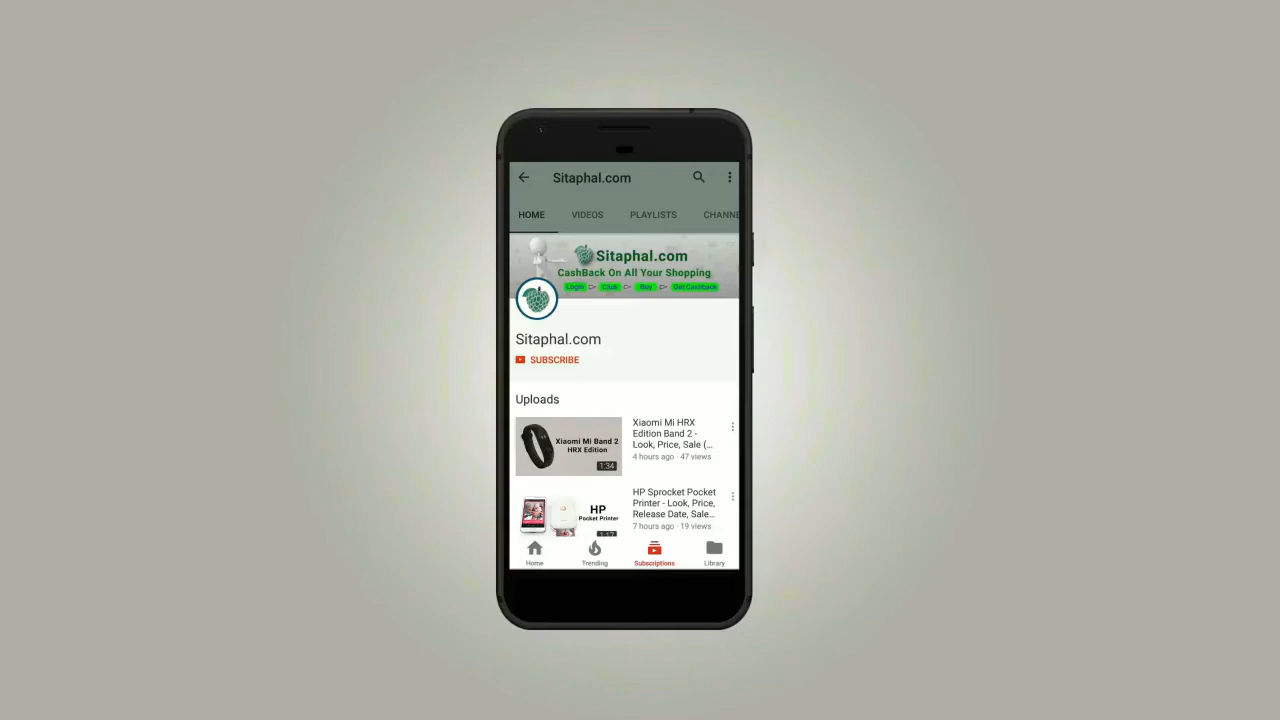 Sitaphal.com
HOME VIDEOS PLAYLISTS CHANNE
Sitaphal.com
CashBack On All Your Shopping
Login Click Buy Get Cashback
Sitaphal.com
SUBSCRIBE
Uploads
Xiaomi Mi Band 2
HRX Edition
1:34
Xiaomi Mi HRX
Edition Band 2 -
Look, Price, Sale (...
4 hours ago · 47 views
HP
Pocket Printer
1:17
HP Sprocket Pocket
Printer - Look, Price,
Release Date, Sale...
7 hours ago · 19 views
Home Trending Subscriptions Library